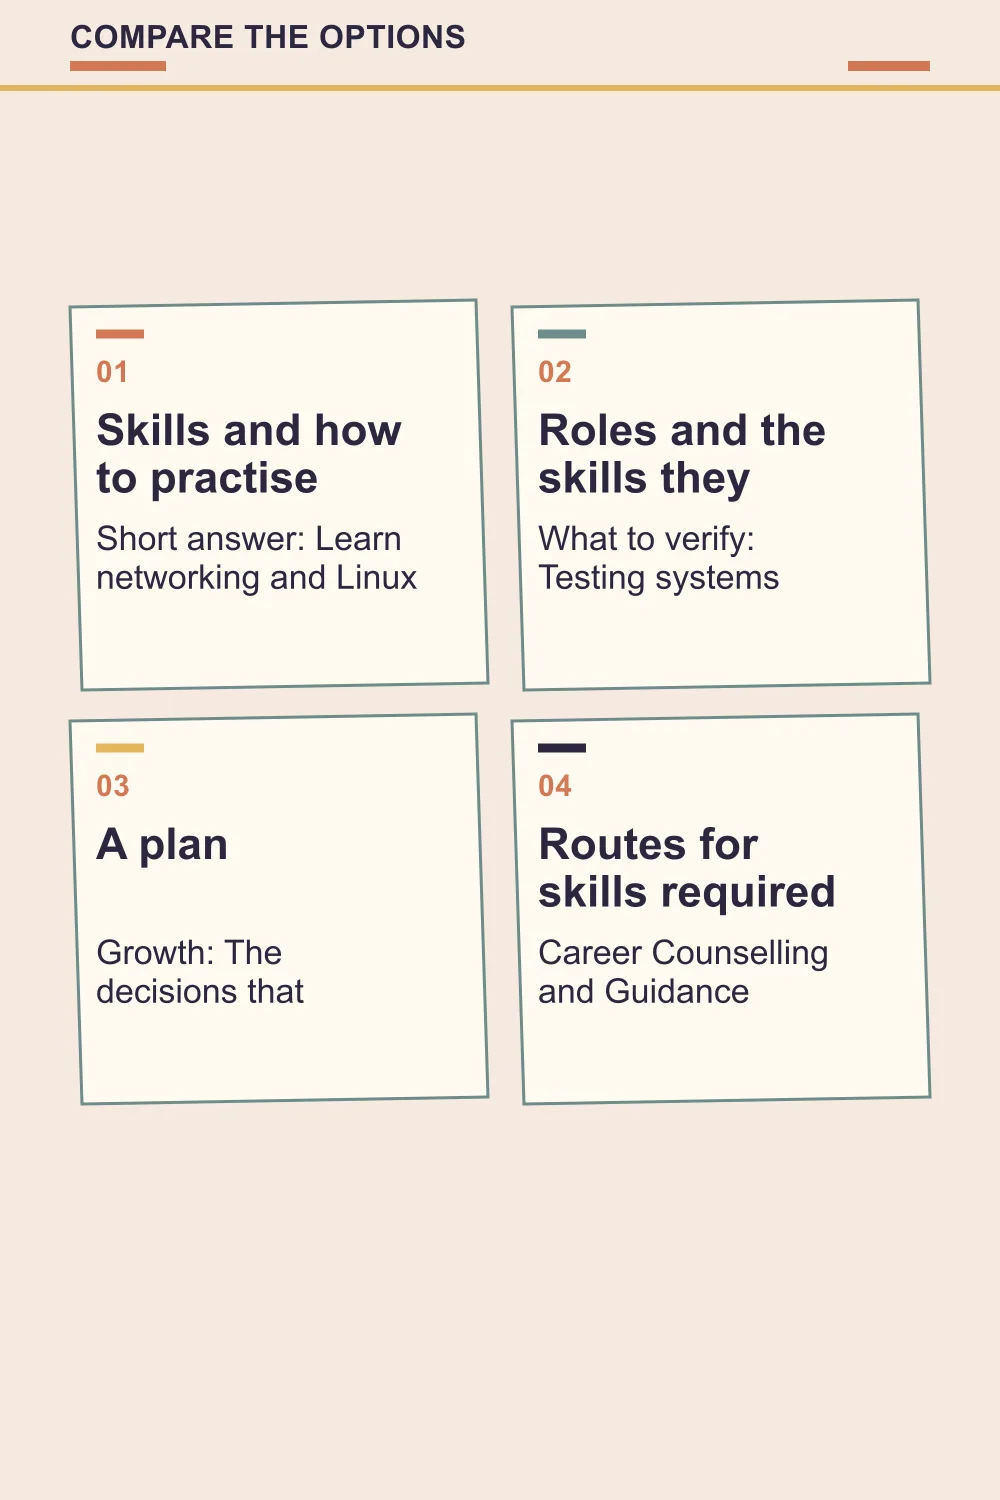 COMPARE THE OPTIONS
01
Skills and how
to practise
Short answer: Learn
networking and Linux
02
Roles and the
skills they
What to verify:
Testing systems
03
A plan
Growth: The
decisions that
04
Routes for
skills required
Career Counselling
and Guidance